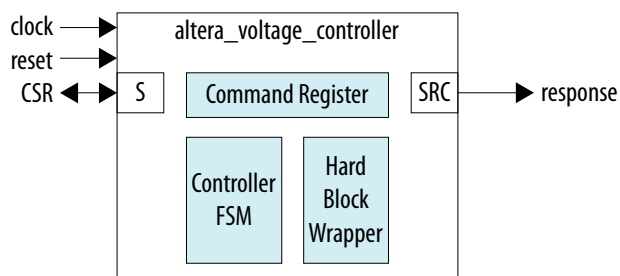 clock
altera_voltage_controller
reset
CSR
S
Command Register
SRC
response
Controller
FSM
Hard
Block
Wrapper